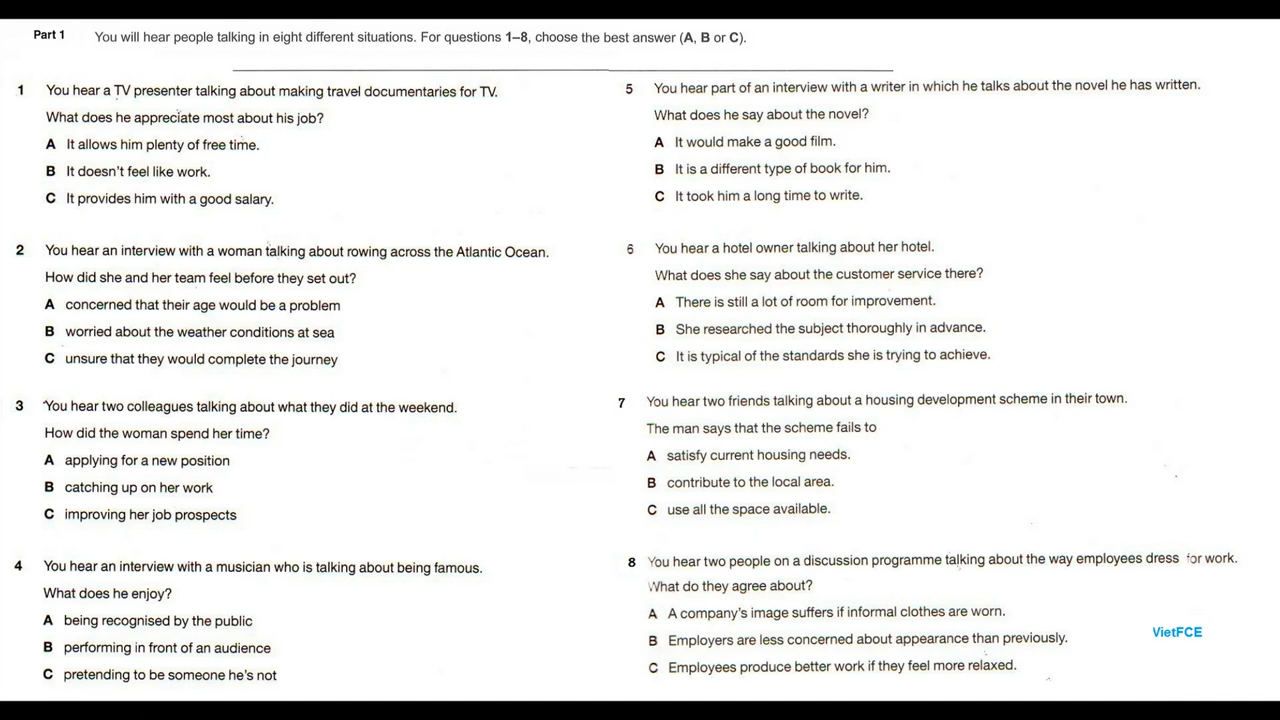 Part 1 You will hear people talking in eight different situations. For questions 1–8, choose the best answer (A, B or C).
1 You hear a TV presenter talking about making travel documentaries for TV.
What does he appreciate most about his job?
A It allows him plenty of free time.
B It doesn't feel like work.
C It provides him with a good salary.
2 You hear an interview with a woman talking about rowing across the Atlantic Ocean.
How did she and her team feel before they set out?
A concerned that their age would be a problem
B worried about the weather conditions at sea
C unsure that they would complete the journey
3 You hear two colleagues talking about what they did at the weekend.
How did the woman spend her time?
A applying for a new position
B catching up on her work
C improving her job prospects
4 You hear an interview with a musician who is talking about being famous.
What does he enjoy?
A being recognised by the public
B performing in front of an audience
C pretending to be someone he's not
5 You hear part of an interview with a writer in which he talks about the novel he has written.
What does he say about the novel?
A It would make a good film.
B It is a different type of book for him.
C It took him a long time to write.
6 You hear a hotel owner talking about her hotel.
What does she say about the customer service there?
A There is still a lot of room for improvement.
B She researched the subject thoroughly in advance.
C It is typical of the standards she is trying to achieve.
7 You hear two friends talking about a housing development scheme in their town.
The man says that the scheme fails to
A satisfy current housing needs.
B contribute to the local area.
C use all the space available.
8 You hear two people on a discussion programme talking about the way employees dress for work.
What do they agree about?
A A company's image suffers if informal clothes are worn.
B Employers are less concerned about appearance than previously.
C Employees produce better work if they feel more relaxed.
VietFCE